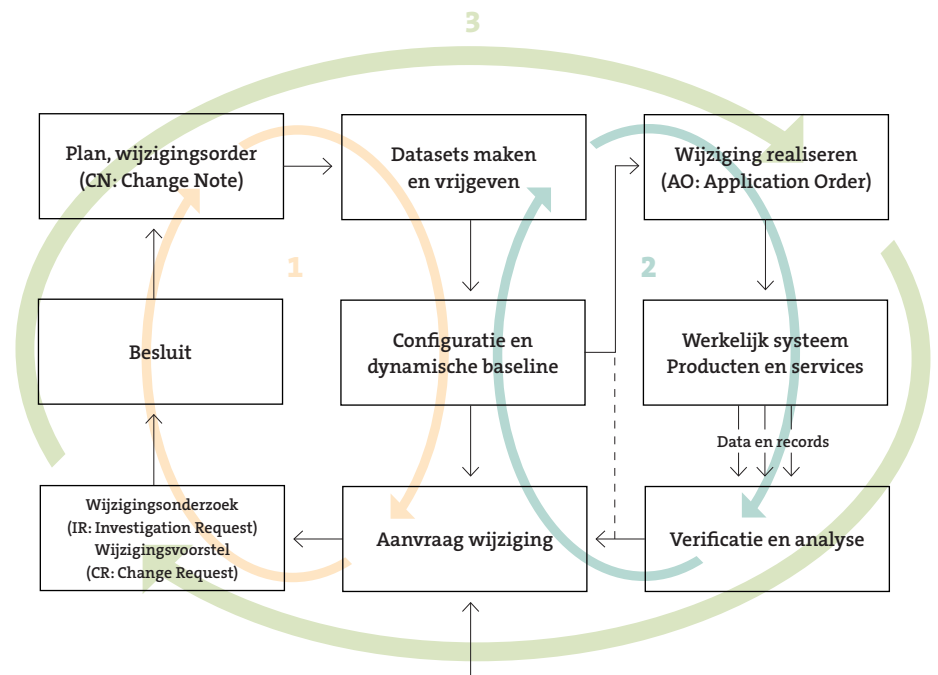 3
Plan, wijzigingsorder
(CN: Change Note)
Datasets maken
en vrijgeven
Wijziging realiseren
(AO: Application Order)
1
2
Besluit
Configuratie en
dynamische baseline
Werkelijk systeem
Producten en services
Data en records
Wijzigingsonderzoek
(IR: Investigation Request)
Wijzigingsvoorstel
(CR: Change Request)
Aanvraag wijziging
Verificatie en analyse